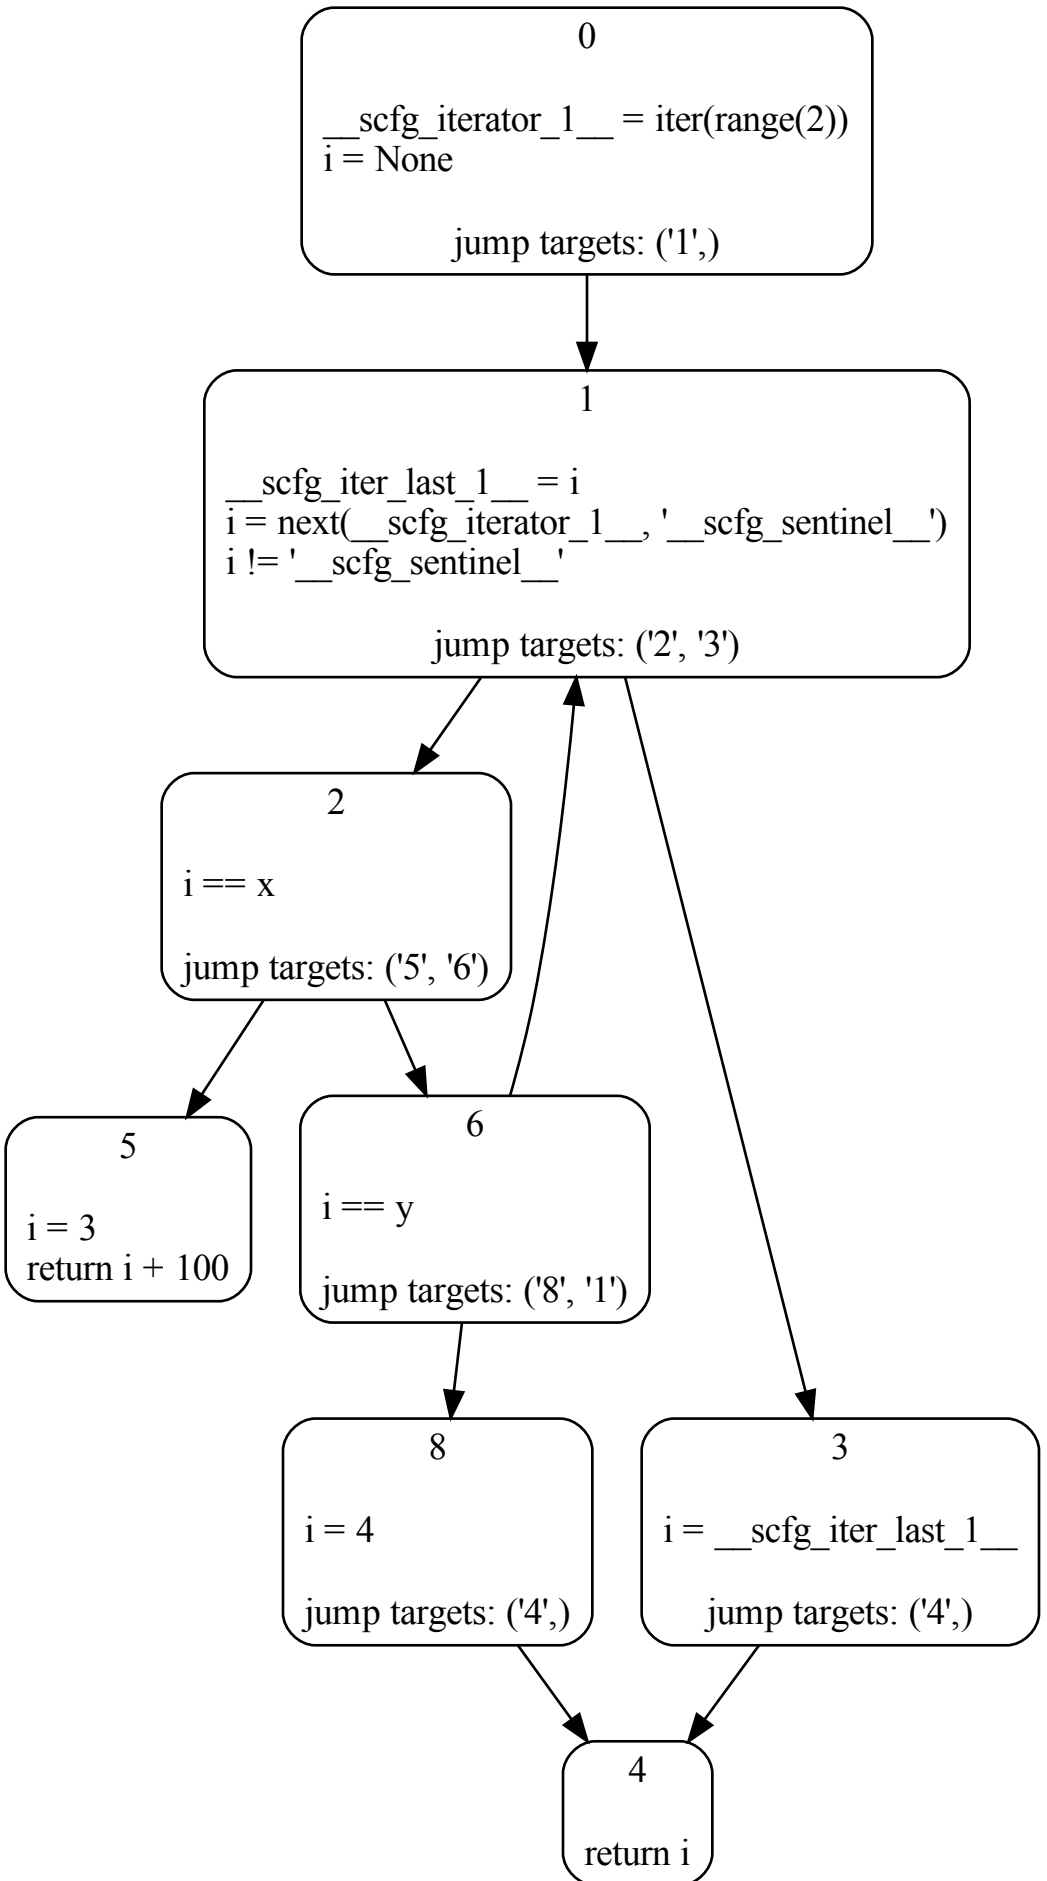 0
__scfg_iterator_1__ = iter(range(2))
i = None
jump targets: ('1',)
1
__scfg_iter_last_1__ = i
i = next(__scfg_iterator_1__, '__scfg_sentinel__')
i != '__scfg_sentinel__'
jump targets: ('2', '3')
2
i == x
jump targets: ('5', '6')
5
i = 3
return i + 100
6
i == y
jump targets: ('8', '1')
8
i = 4
jump targets: ('4',)
3
i = __scfg_iter_last_1__
jump targets: ('4',)
4
return i